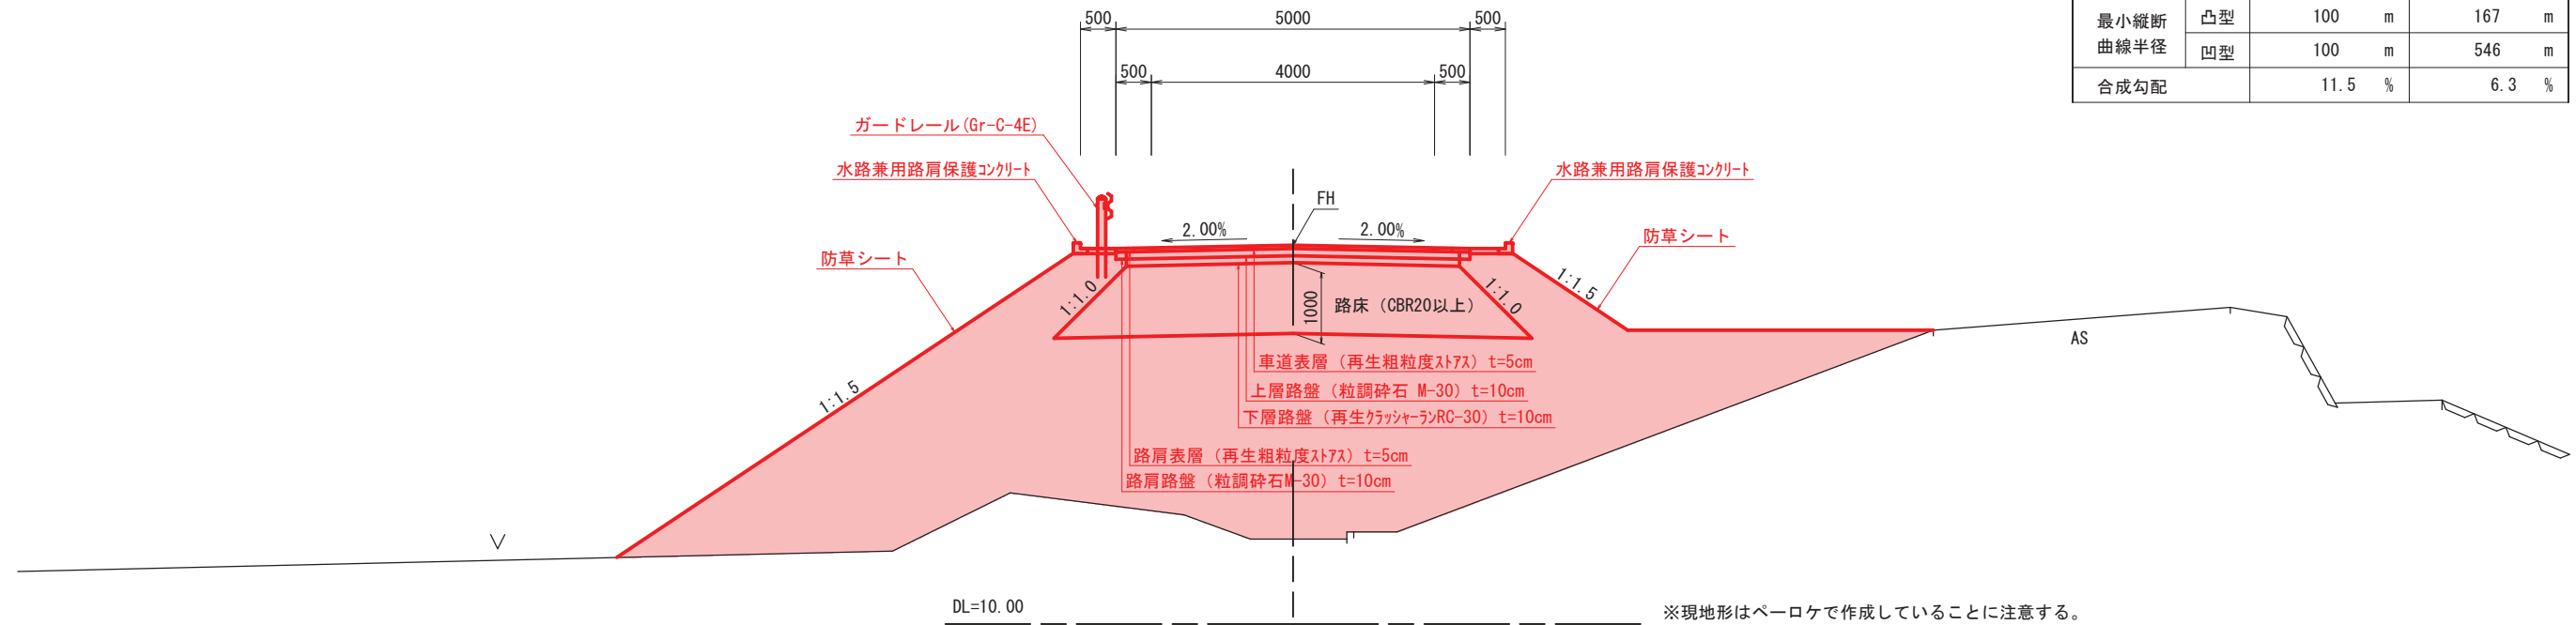 500 5000 500
500 4000 500
最小縦断曲線半径 凸型 100 m 167 m
凹型 100 m 546 m
合成勾配 11.5 % 6.3 %
ガードレール(Gr-C-4E)
水路兼用路肩保護ｺﾝｸﾘｰﾄ
水路兼用路肩保護ｺﾝｸﾘｰﾄ
FH
2.00% 2.00%
防草シート
防草シート
1:1.0
1:1.0
1:1.5
1:1.5
1000
路床（CBR20以上）
AS
車道表層（再生粗粒度ｽﾄｱｽ）t=5cm
上層路盤（粒調砕石 M-30）t=10cm
下層路盤（再生ｸﾗｯｼｬｰﾗﾝRC-30）t=10cm
路肩表層（再生粗粒度ｽﾄｱｽ）t=5cm
路肩路盤（粒調砕石M-30）t=10cm
DL=10.00
※現地形はペーロケで作成していることに注意する。